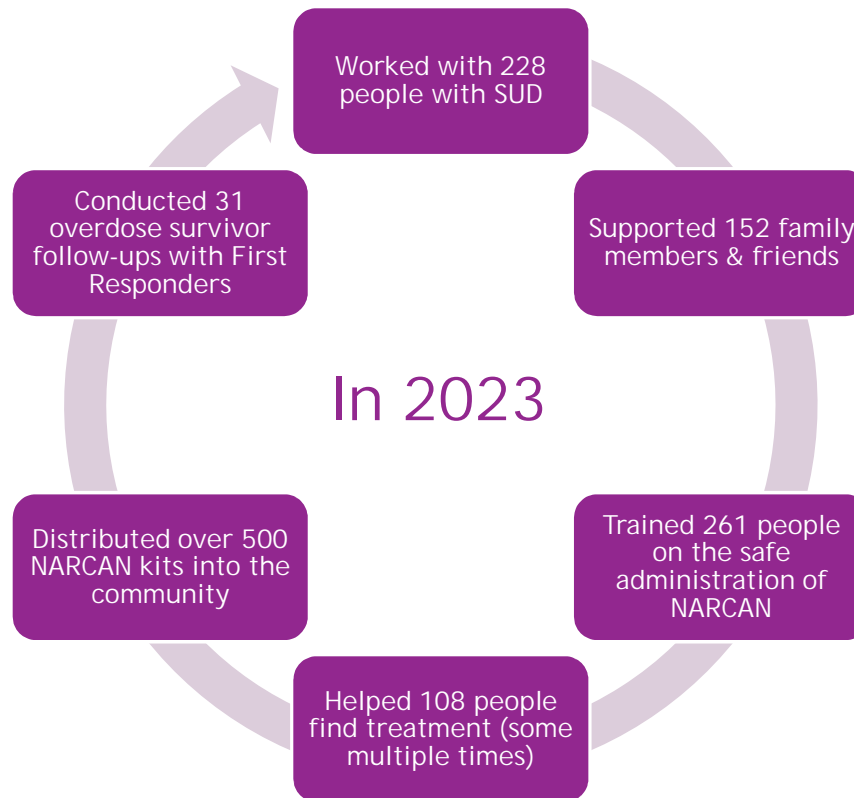 Worked with 228
people with SUD
Supported 152 family
members & friends
Trained 261 people
on the safe
administration of
NARCAN
Helped 108 people
find treatment (some
multiple times)
Distributed over 500
NARCAN kits into the
community
Conducted 31
overdose survivor
follow-ups with First
Responders
In 2023